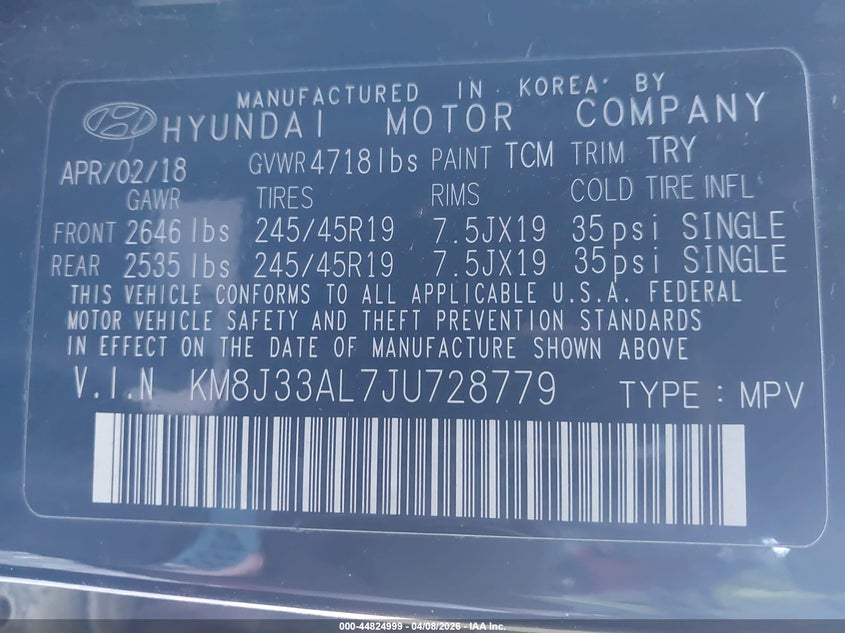 MANUFACTURED IN KOREA BY
HYUNDAI MOTOR COMPANY
APR/02/18 GVWR 4718lbs PAINT TCM TRIM TRY
GAWR TIRES RIMS COLD TIRE INFL
FRONT 2646lbs 245/45R19 7.5JX19 35psi SINGLE
REAR 2535lbs 245/45R19 7.5JX19 35psi SINGLE
THIS VEHICLE CONFORMS TO ALL APPLICABLE U.S.A. FEDERAL
MOTOR VEHICLE SAFETY AND THEFT PREVENTION STANDARDS
IN EFFECT ON THE DATE OF MANUFACTURE SHOWN ABOVE
V.I.N KM8J33AL7JU728779 TYPE : MPV
000-44824999 - 04/08/2026 - IAA Inc.